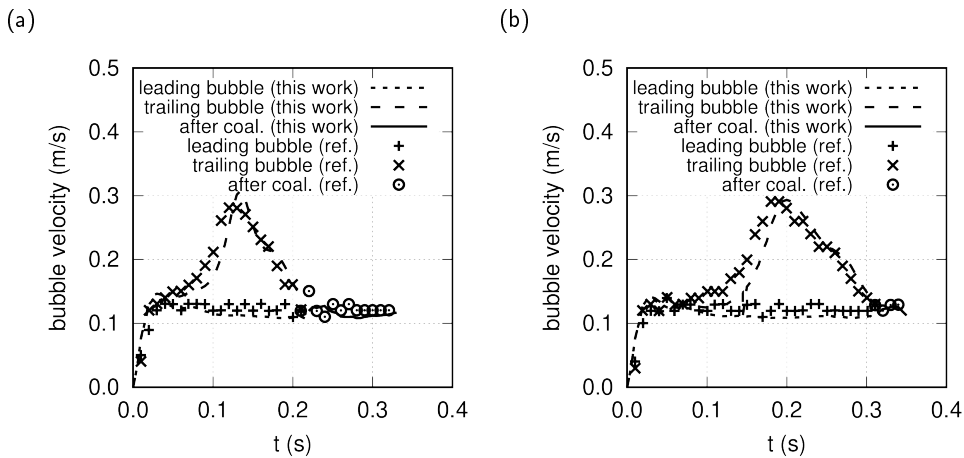 (a)
bubble velocity (m/s)
0.5
0.4
0.3
0.2
0.1
0.0
leading bubble (this work)
trailing bubble (this work)
after coal. (this work)
leading bubble (ref.)
trailing bubble (ref.)
after coal. (ref.)
0.0 0.1 0.2 0.3 0.4
t (s)
(b)
bubble velocity (m/s)
0.5
0.4
0.3
0.2
0.1
0.0
leading bubble (this work)
trailing bubble (this work)
after coal. (this work)
leading bubble (ref.)
trailing bubble (ref.)
after coal. (ref.)
0.0 0.1 0.2 0.3 0.4
t (s)